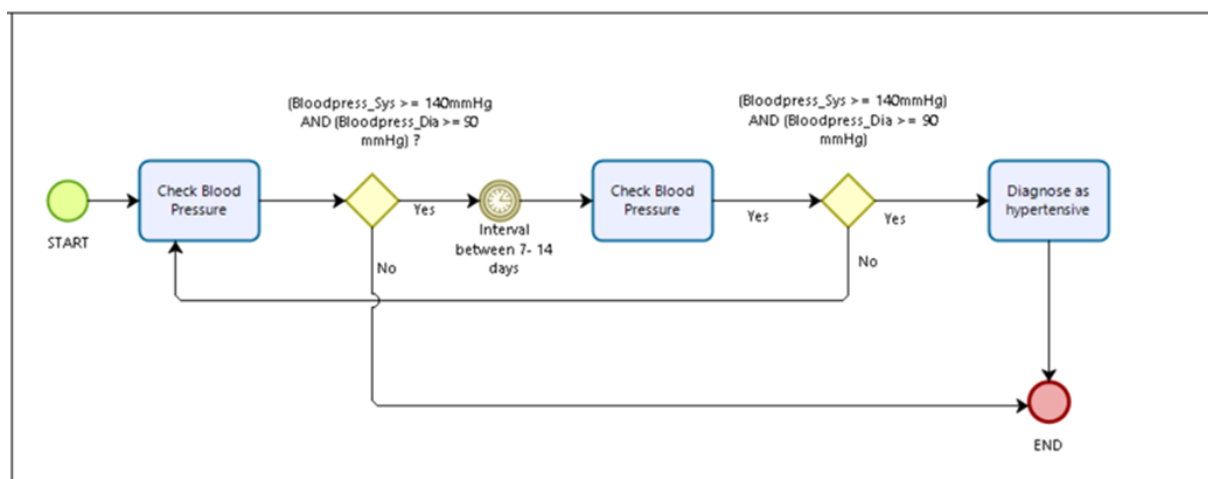 (Bloodpress_Sys >= 140mmHg
AND (Bloodpress_Dia >= 90
mmHg) ?
(Bloodpress_Sys >= 140mmHg)
AND (Bloodpress_Dia >= 90
mmHg)
START
Check Blood
Pressure
Yes
No
Interval
between 7- 14
days
Check Blood
Pressure
Yes
Yes
No
Diagnose as
hypertensive
END